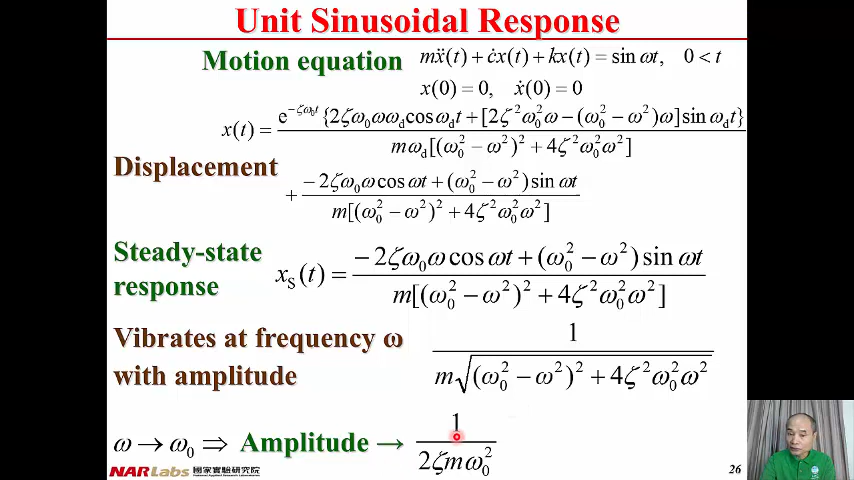 Unit Sinusoidal Response
Motion equation mẍ(t) + ċx(t) + kx(t) = sin ωt, 0 < t
x(0) = 0, ẋ(0) = 0
x(t) = e^{−ζω₀t}{2ζω₀ωω_d cos ω_d t + [2ζ²ω₀²ω − (ω₀² − ω²)ω] sin ω_d t} / mω_d[(ω₀² − ω²)² + 4ζ²ω₀²ω²]
Displacement
+ −2ζω₀ω cos ωt + (ω₀² − ω²) sin ωt / m[(ω₀² − ω²)² + 4ζ²ω₀²ω²]
Steady-state
response
x_S(t) = −2ζω₀ω cos ωt + (ω₀² − ω²) sin ωt / m[(ω₀² − ω²)² + 4ζ²ω₀²ω²]
Vibrates at frequency ω
with amplitude
1 / m√((ω₀² − ω²)² + 4ζ²ω₀²ω²)
ω → ω₀ ⇒ Amplitude → 1 / 2ζmω₀²
NARLabs 國家實驗研究院
26